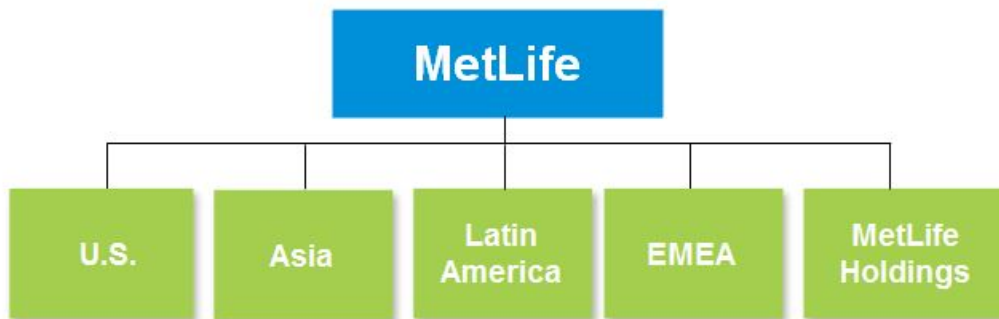 MetLife
U.S.
Asia
Latin
America
EMEA
MetLife
Holdings